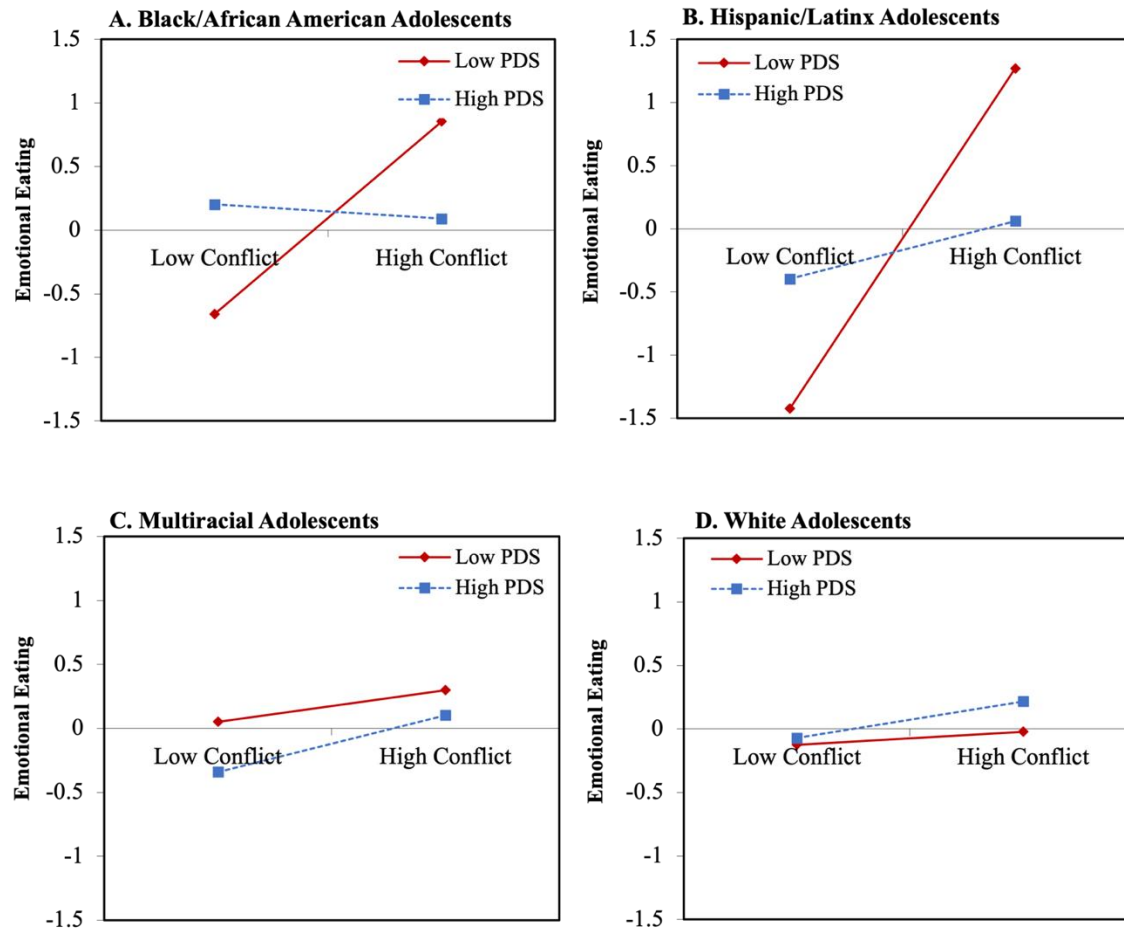 A. Black/African American Adolescents
Emotional Eating
1.5
1
0.5
0
-0.5
-1
-1.5
Low PDS
High PDS
Low Conflict
High Conflict
B. Hispanic/Latinx Adolescents
Emotional Eating
1.5
1
0.5
0
-0.5
-1
-1.5
Low PDS
High PDS
Low Conflict
High Conflict
C. Multiracial Adolescents
Emotional Eating
1.5
1
0.5
0
-0.5
-1
-1.5
Low PDS
High PDS
Low Conflict
High Conflict
D. White Adolescents
Emotional Eating
1.5
1
0.5
0
-0.5
-1
-1.5
Low PDS
High PDS
Low Conflict
High Conflict